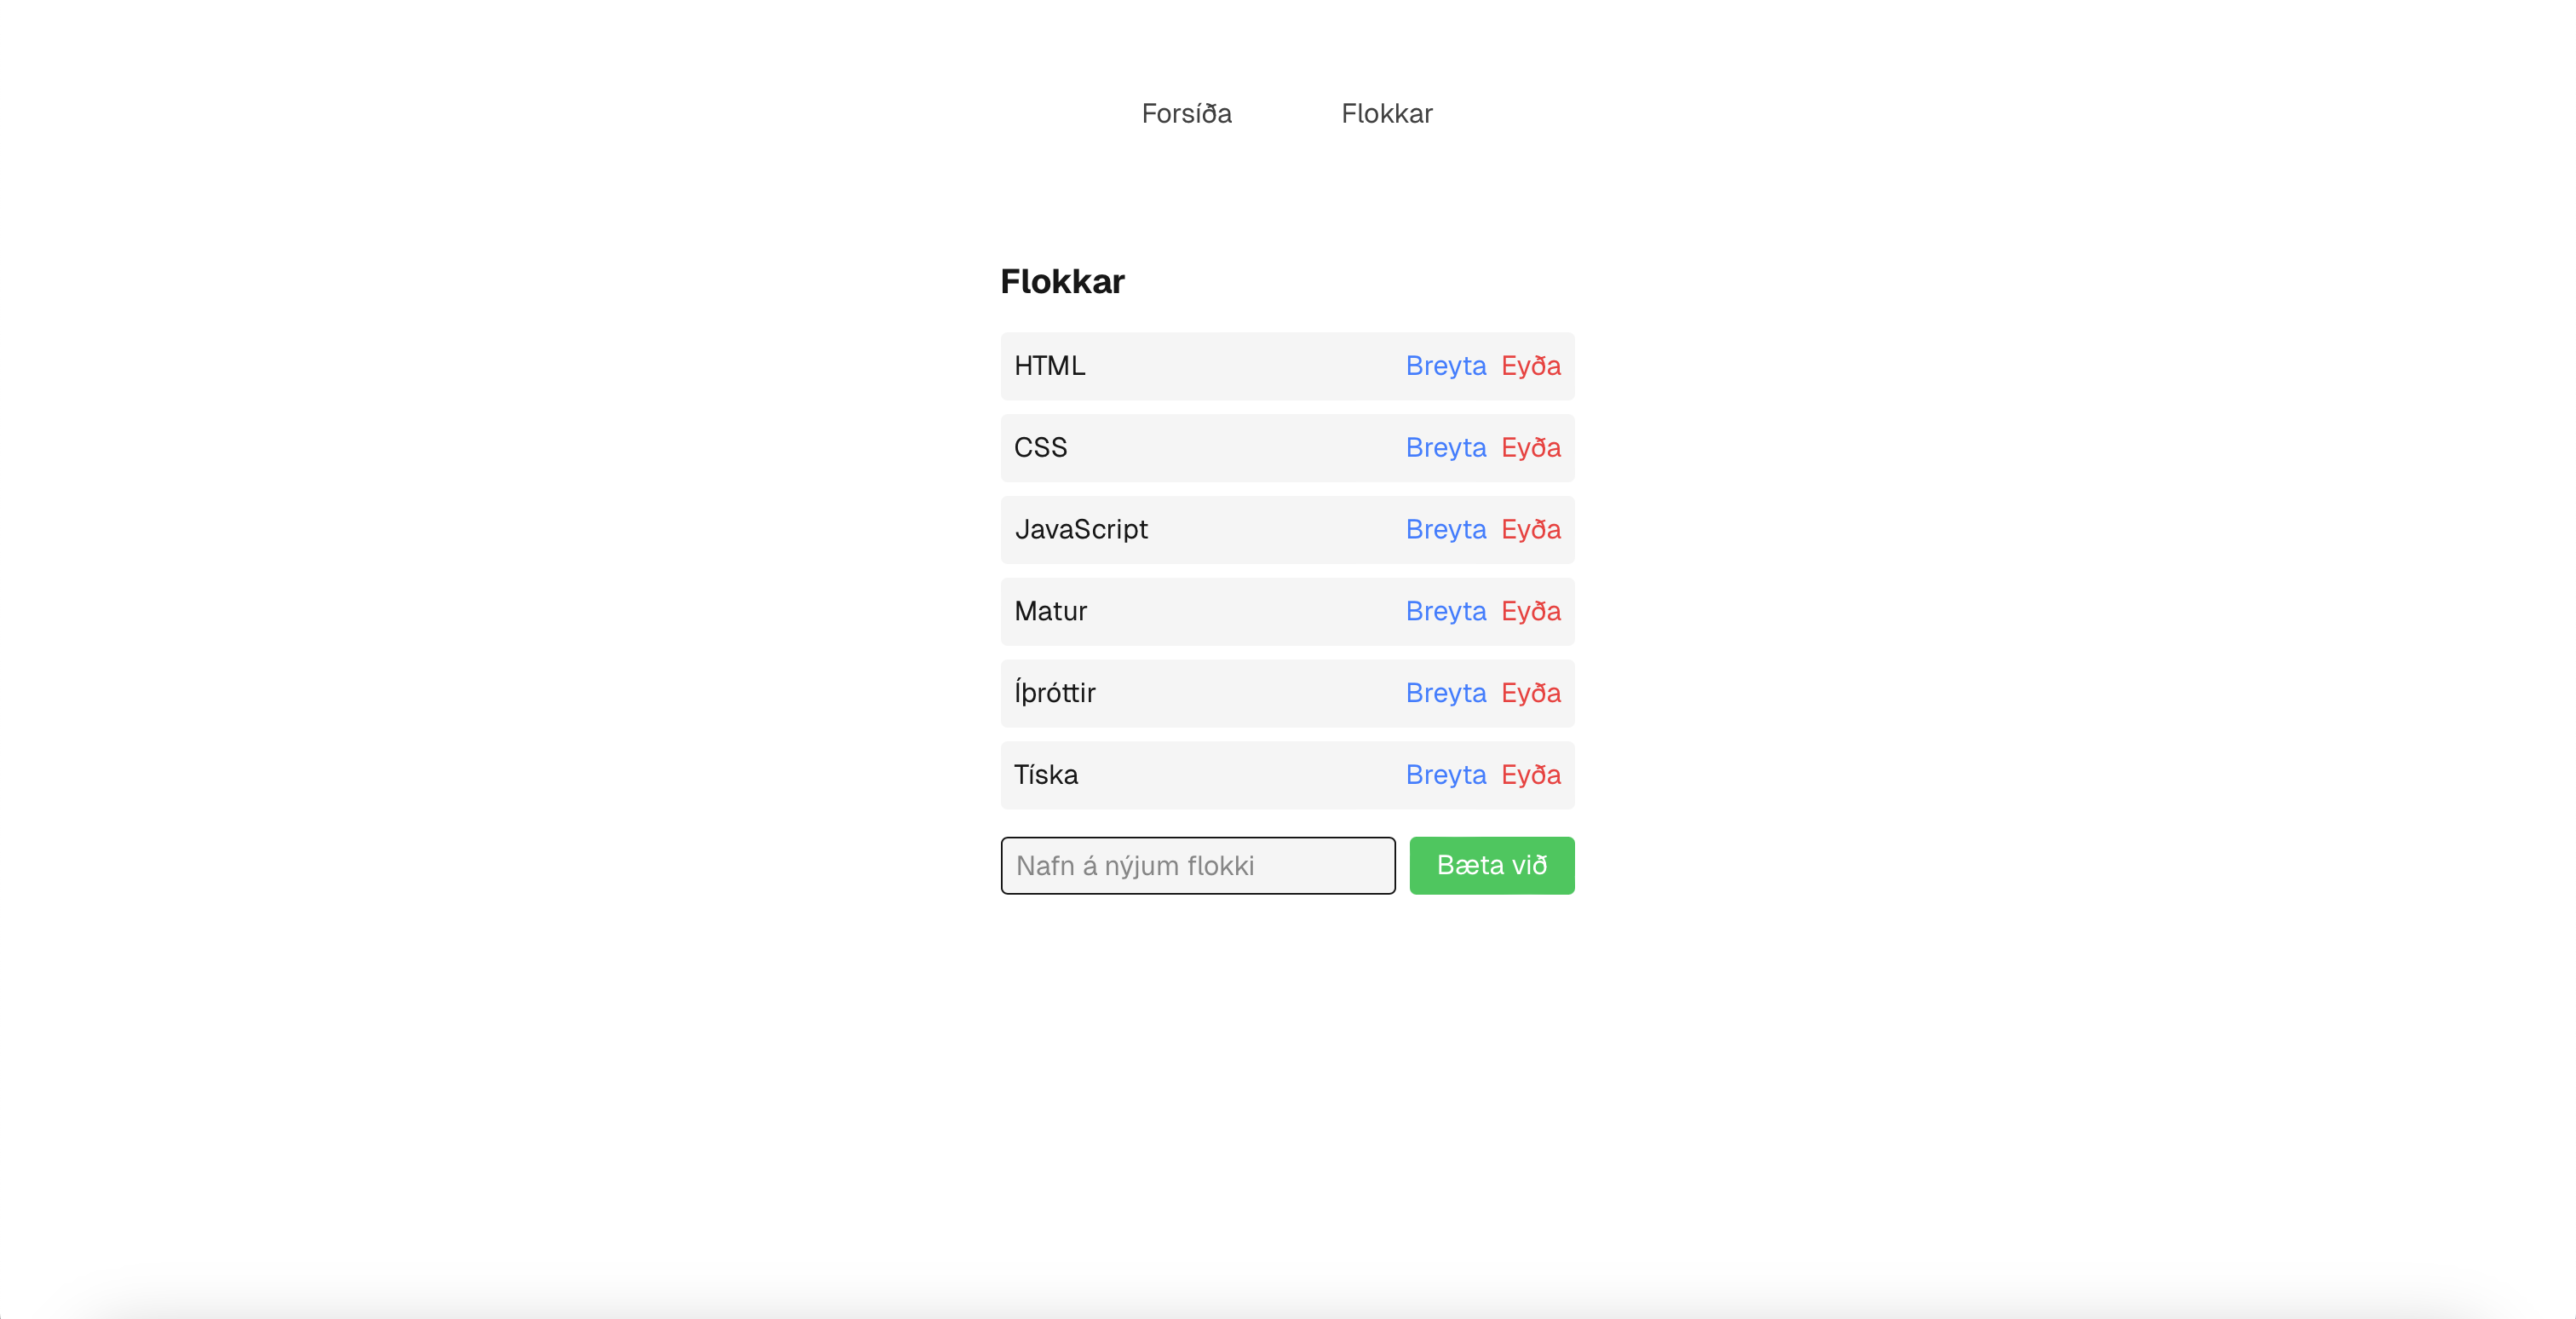 Forsíða Flokkar
Flokkar
HTML Breyta Eyða
CSS Breyta Eyða
JavaScript Breyta Eyða
Matur Breyta Eyða
Íþróttir Breyta Eyða
Tíska Breyta Eyða
Nafn á nýjum flokki Bæta við